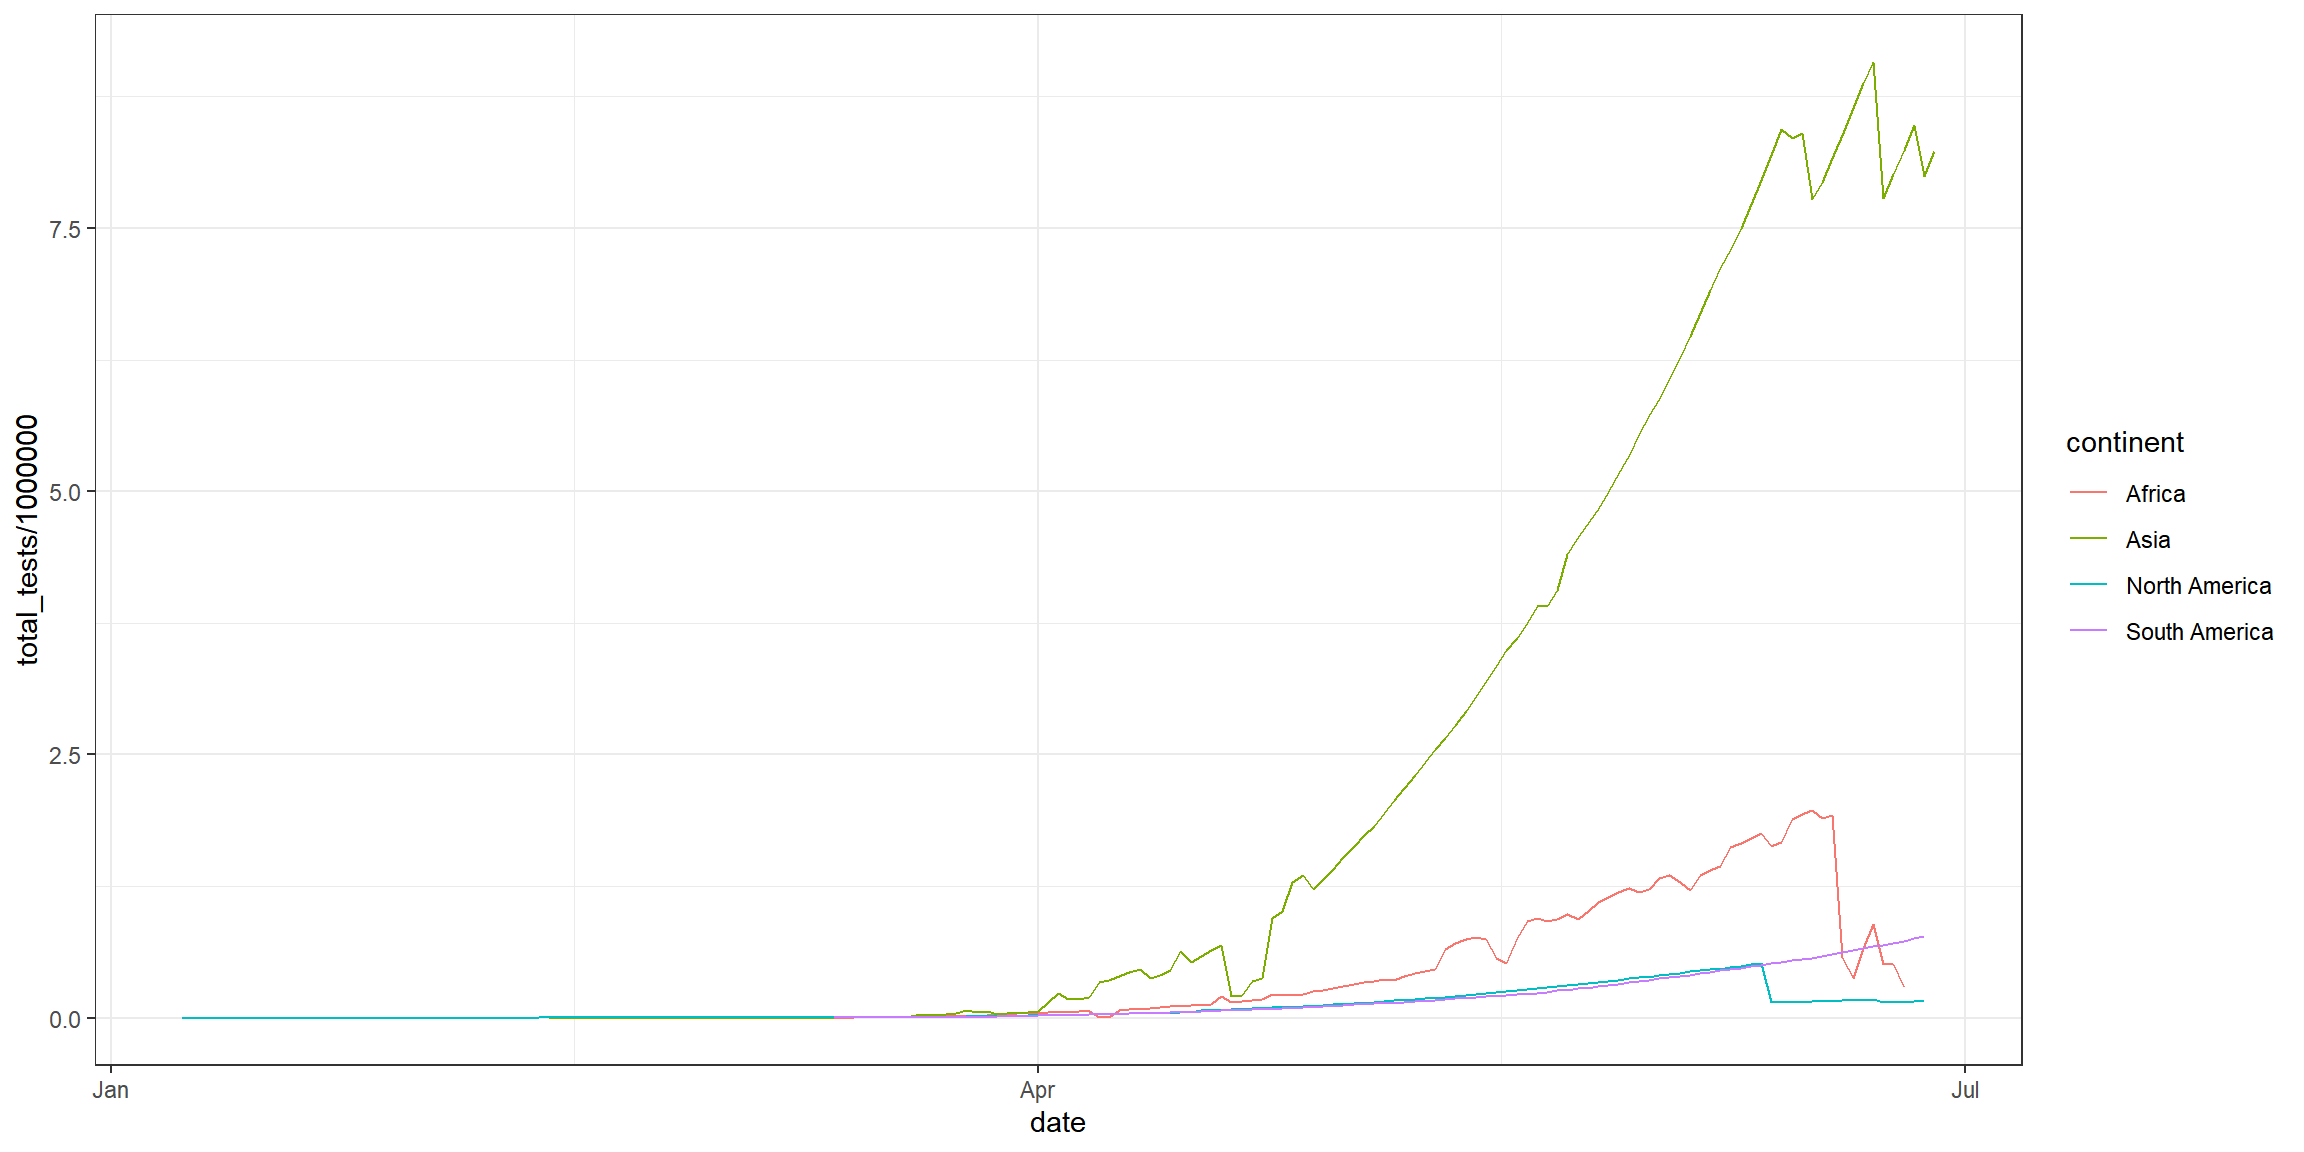 total_tests/1000000
7.5
5.0
2.5
0.0
Jan
Apr
Jul
date
continent
Africa
Asia
North America
South America